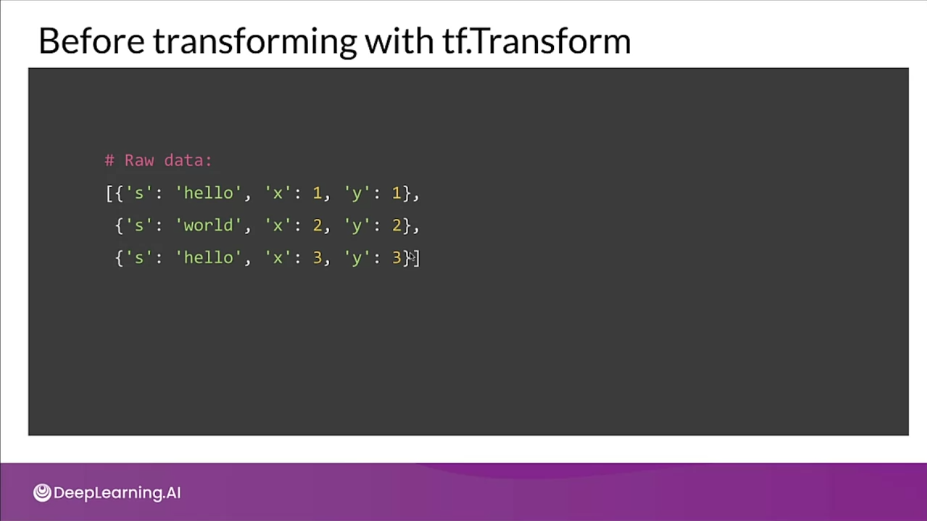 Before transforming with tf.Transform
# Raw data:
[{'s': 'hello', 'x': 1, 'y': 1},
{'s': 'world', 'x': 2, 'y': 2},
{'s': 'hello', 'x': 3, 'y': 3}]
DeepLearning.AI